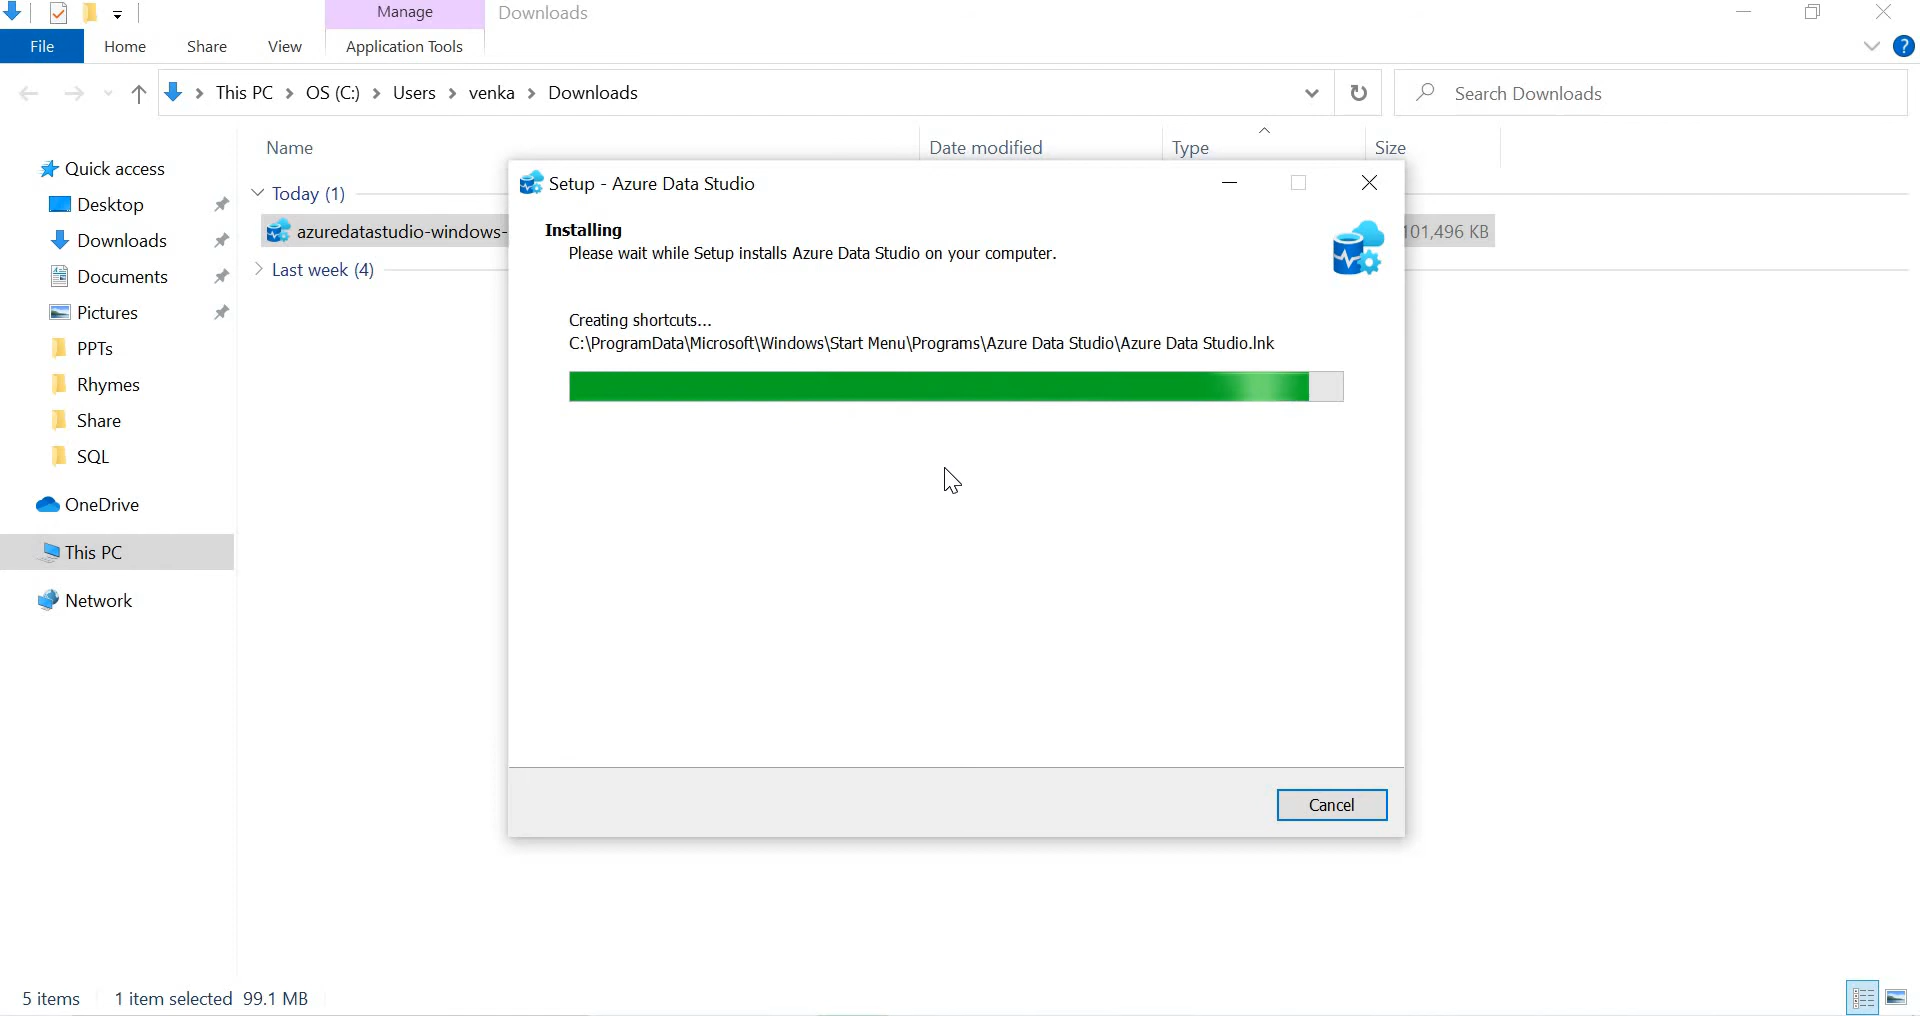 Manage
Downloads
File
Home
Share
View
Application Tools
?
This PC > OS (C:) > Users > venka > Downloads
Search Downloads
Name
Date modified
Type
Size
Quick access
Desktop
Downloads
Documents
Pictures
PPTs
Rhymes
Share
SQL
OneDrive
This PC
Network
Today (1)
azuredatastudio-windows-
101,496 KB
Last week (4)
Setup - Azure Data Studio
Installing
Please wait while Setup installs Azure Data Studio on your computer.
Creating shortcuts...
C:\ProgramData\Microsoft\Windows\Start Menu\Programs\Azure Data Studio\Azure Data Studio.lnk
Cancel
5 items
1 item selected 99.1 MB